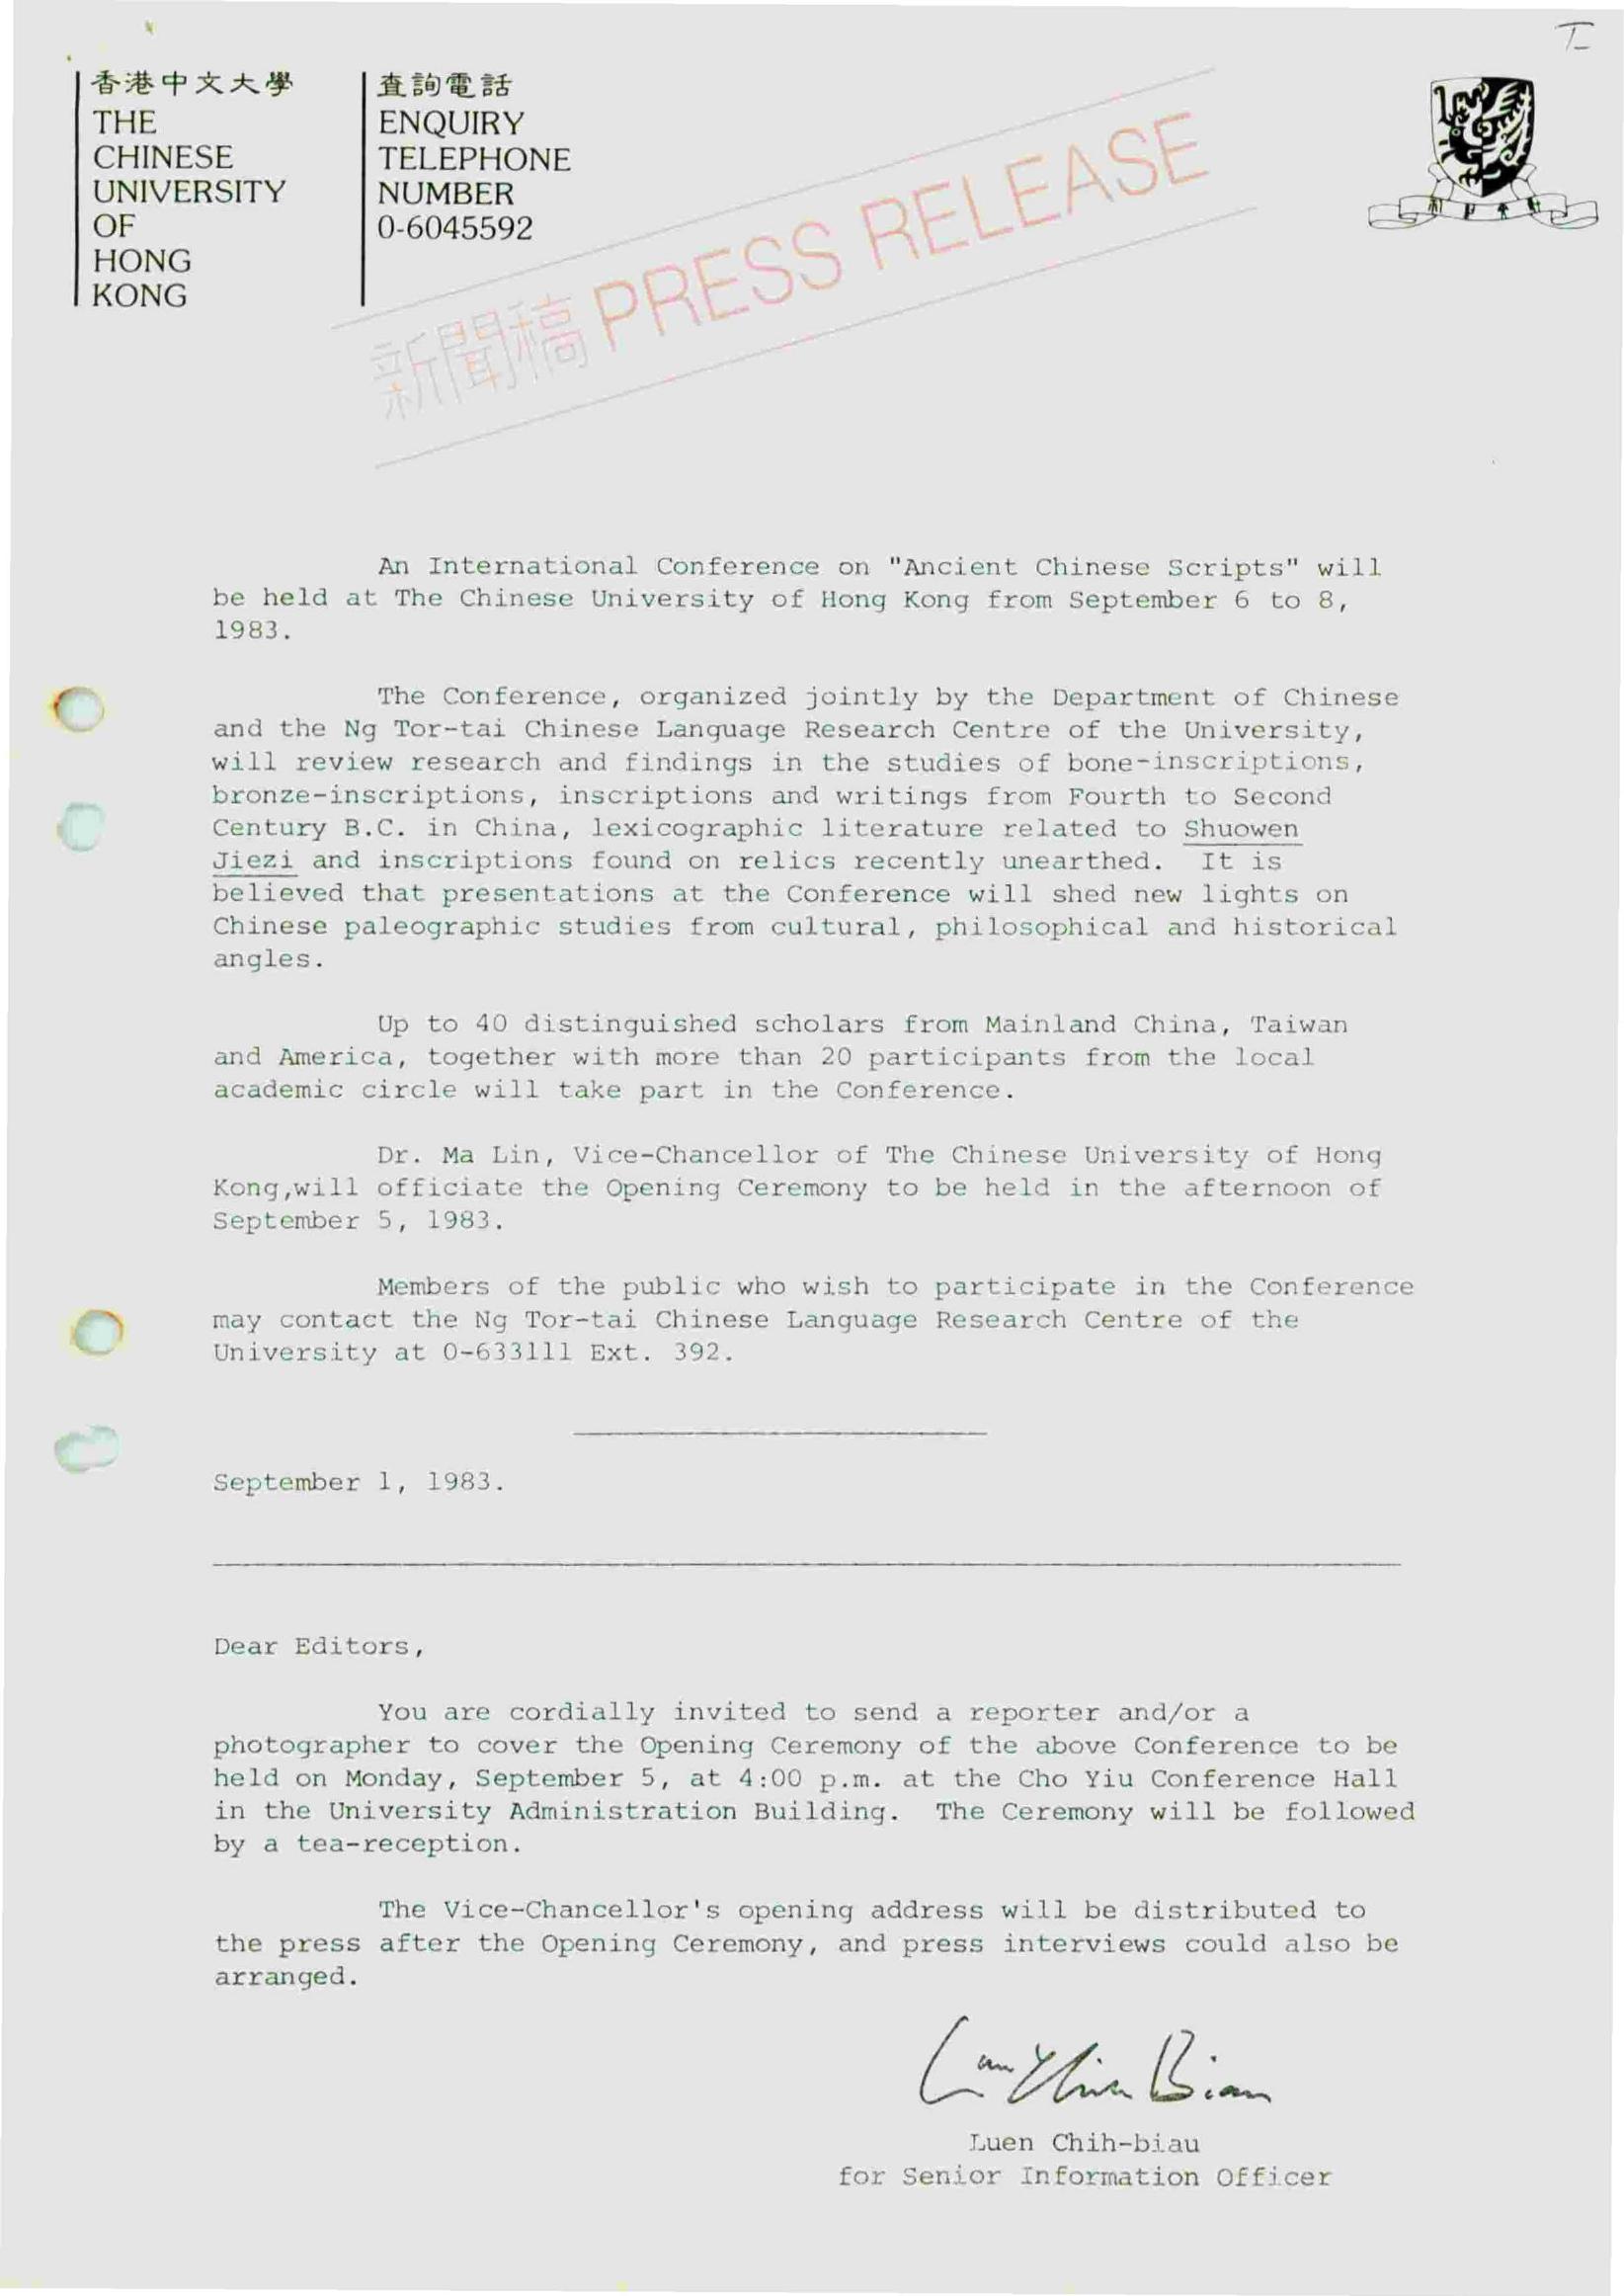 香港中文大學
THE
CHINESE
UNIVERSITY
OF
HONG
KONG
查詢電話
ENQUIRY
TELEPHONE
NUMBER
0-6045592
新聞稿 PRESS RELEASE
An International Conference on "Ancient Chinese Scripts" will
be held at The Chinese University of Hong Kong from September 6 to 8,
1983.
The Conference, organized jointly by the Department of Chinese
and the Ng Tor-tai Chinese Language Research Centre of the University,
will review research and findings in the studies of bone-inscriptions,
bronze-inscriptions, inscriptions and writings from Fourth to Second
Century B.C. in China, lexicographic literature related to Shuowen
Jiezi and inscriptions found on relics recently unearthed. It is
believed that presentations at the Conference will shed new lights on
Chinese paleographic studies from cultural, philosophical and historical
angles.
Up to 40 distinguished scholars from Mainland China, Taiwan
and America, together with more than 20 participants from the local
academic circle will take part in the Conference.
Dr. Ma Lin, Vice-Chancellor of The Chinese University of Hong
Kong,will officiate the Opening Ceremony to be held in the afternoon of
September 5, 1983.
Members of the public who wish to participate in the Conference
may contact the Ng Tor-tai Chinese Language Research Centre of the
University at 0-633111 Ext. 392.
September 1, 1983.
Dear Editors,
You are cordially invited to send a reporter and/or a
photographer to cover the Opening Ceremony of the above Conference to be
held on Monday, September 5, at 4:00 p.m. at the Cho Yiu Conference Hall
in the University Administration Building. The Ceremony will be followed
by a tea-reception.
The Vice-Chancellor's opening address will be distributed to
the press after the Opening Ceremony, and press interviews could also be
arranged.
Luen Chih-biau
for Senior Information Officer